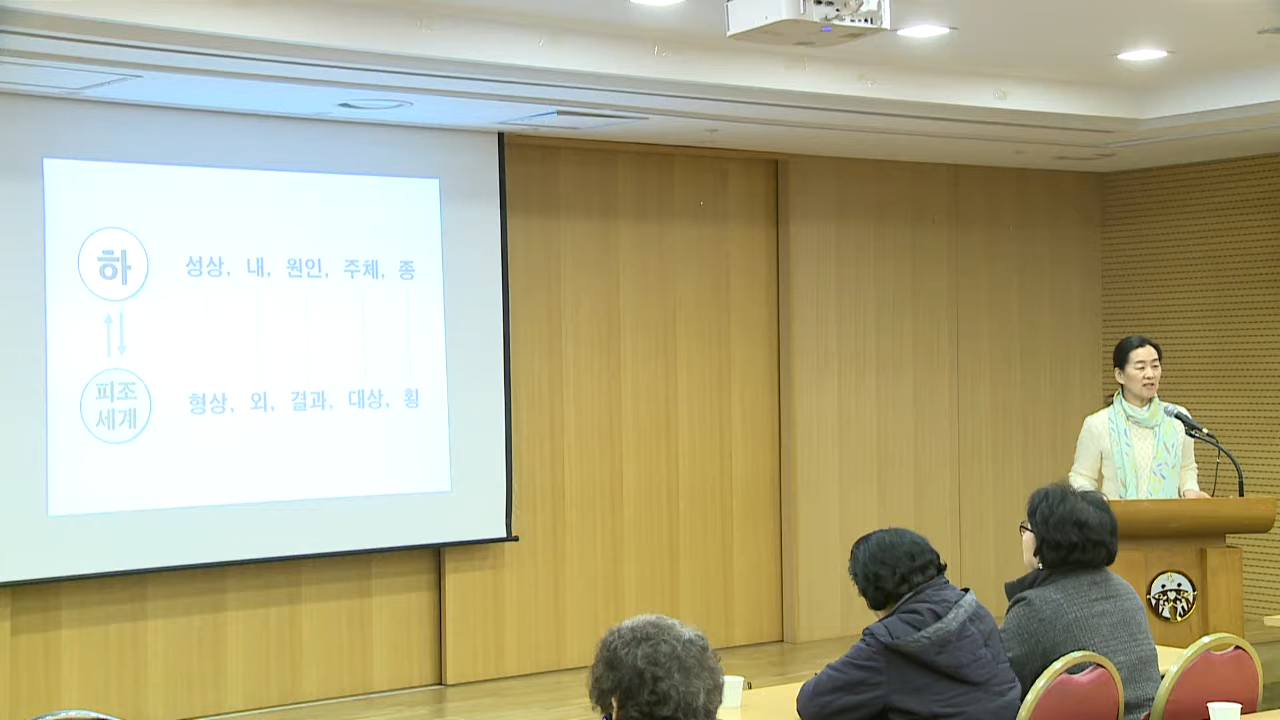 하
성상, 내, 원인, 주체, 종
피조
세계
형상, 외, 결과, 대상, 횡